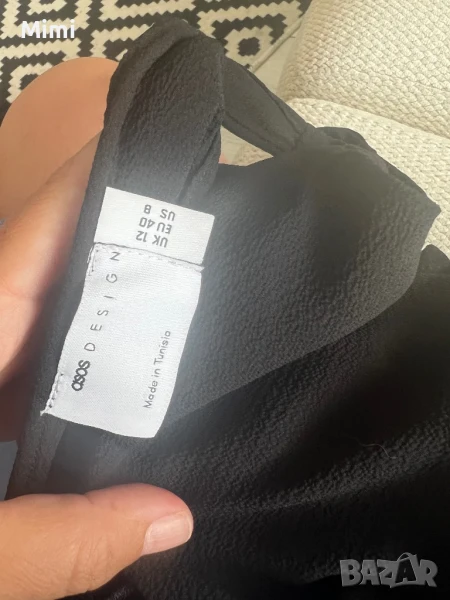 Mimi
UK 12
EU 40
US 8
asos DESIGN
Made in Tunisia
BAZAR